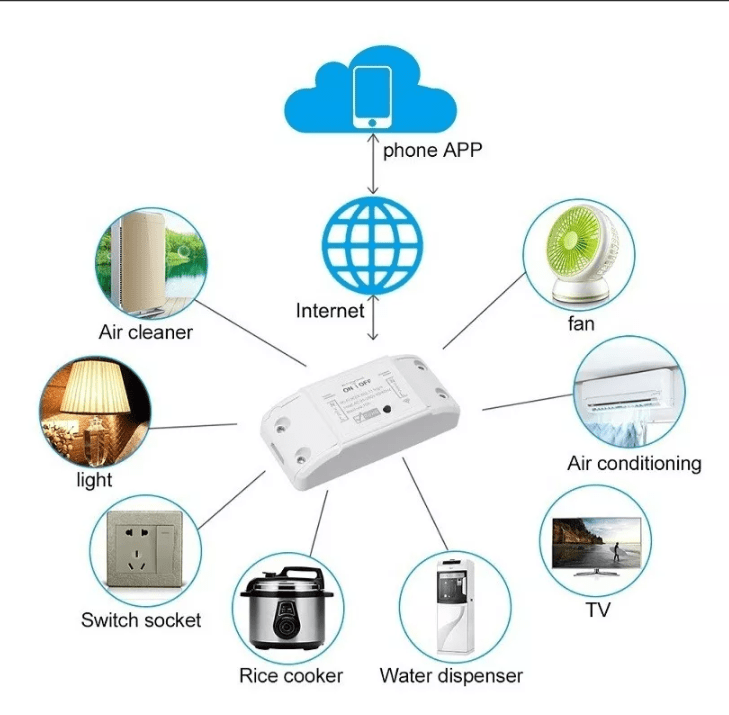 phone APP
Internet
Air cleaner
fan
ON | OFF
light
Air conditioning
Switch socket
TV
Rice cooker
Water dispenser